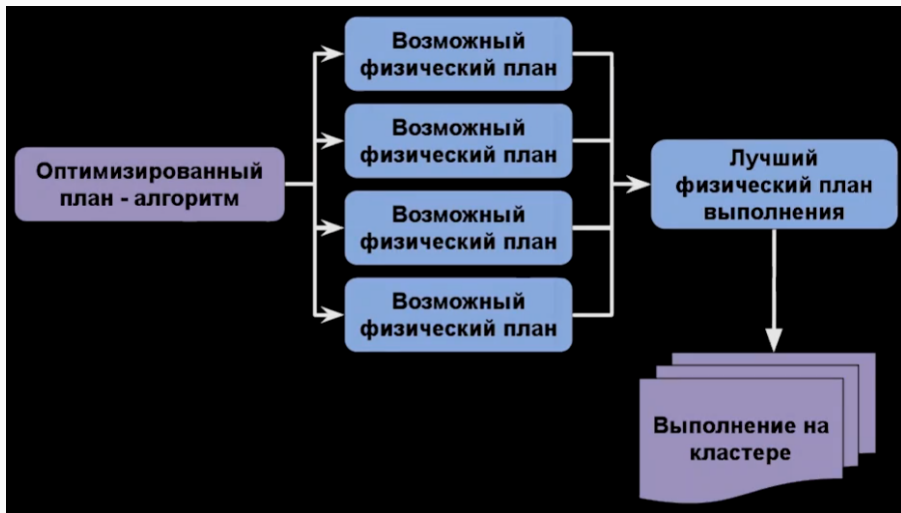 Оптимизированный
план - алгоритм
Возможный
физический план
Возможный
физический план
Возможный
физический план
Возможный
физический план
Лучший
физический план
выполнения
Выполнение на
кластере